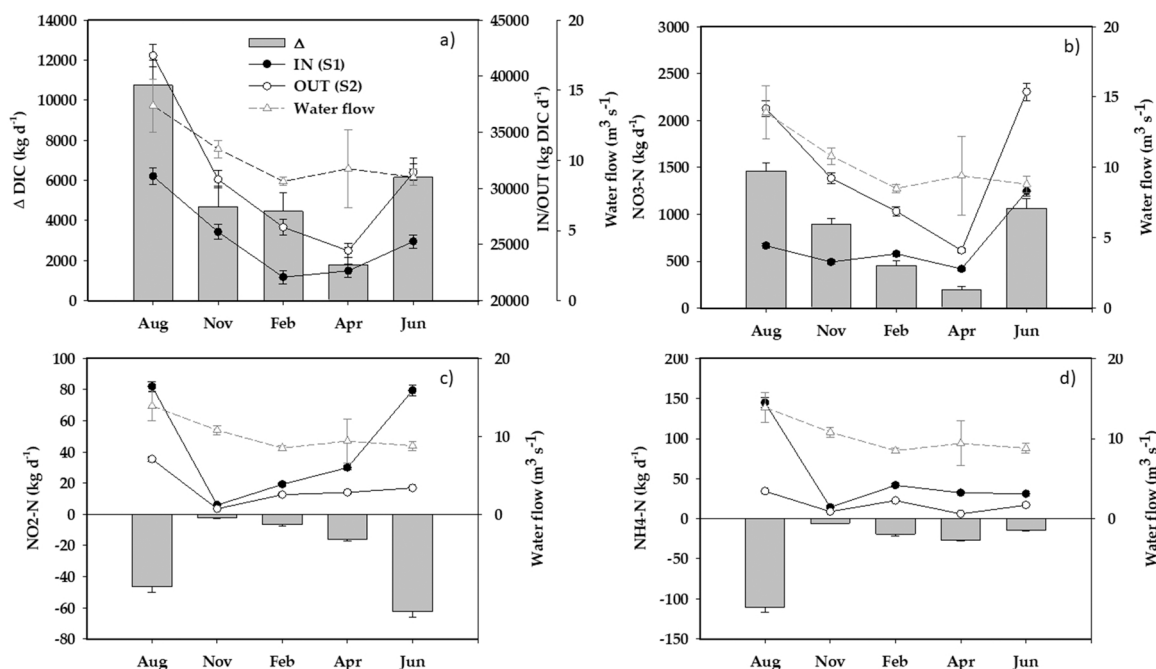 a)
Δ
IN (S1)
OUT (S2)
Water flow
Δ DIC (kg d⁻¹)
14000
12000
10000
8000
6000
4000
2000
0
45000
40000
35000
30000
25000
20000
IN/OUT (kg DIC d⁻¹)
20
15
10
5
0
Water flow (m³ s⁻¹)
Aug Nov Feb Apr Jun
b)
NO3-N (kg d⁻¹)
3000
2500
2000
1500
1000
500
0
20
15
10
5
0
Water flow (m³ s⁻¹)
Aug Nov Feb Apr Jun
c)
NO2-N (kg d⁻¹)
100
80
60
40
20
0
-20
-40
-60
-80
20
10
0
Water flow (m³ s⁻¹)
Aug Nov Feb Apr Jun
d)
NH4-N (kg d⁻¹)
200
150
100
50
0
-50
-100
-150
20
10
0
Water flow (m³ s⁻¹)
Aug Nov Feb Apr Jun